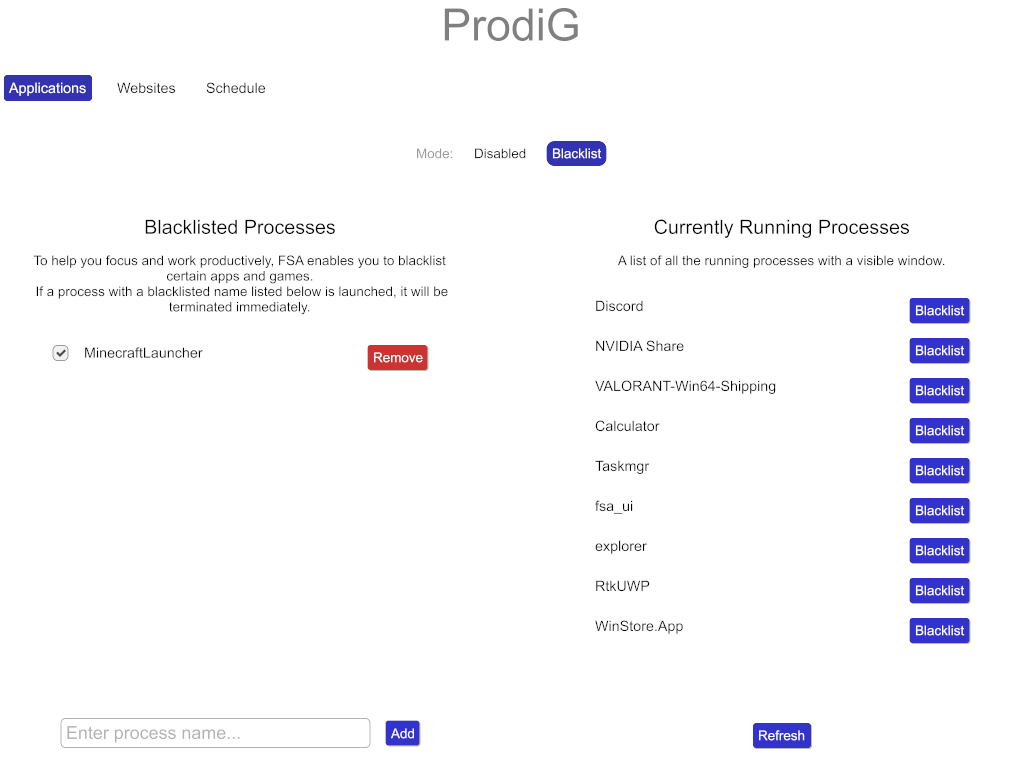 ProdiG
Applications Websites Schedule
Mode: Disabled Blacklist
Blacklisted Processes
To help you focus and work productively, FSA enables you to blacklist
certain apps and games.
If a process with a blacklisted name listed below is launched, it will be
terminated immediately.
MinecraftLauncher Remove
Enter process name... Add
Currently Running Processes
A list of all the running processes with a visible window.
Discord Blacklist
NVIDIA Share Blacklist
VALORANT-Win64-Shipping Blacklist
Calculator Blacklist
Taskmgr Blacklist
fsa_ui Blacklist
explorer Blacklist
RtkUWP Blacklist
WinStore.App Blacklist
Refresh